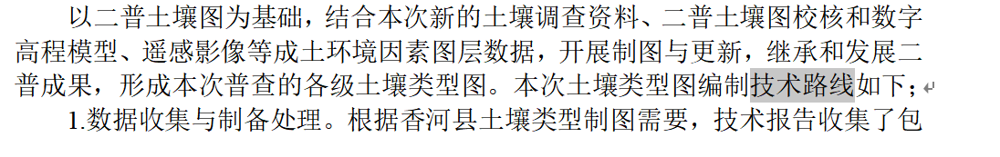 以二普土壤图为基础，结合本次新的土壤调查资料、二普土壤图校核和数字
高程模型、遥感影像等成土环境因素图层数据，开展制图与更新，继承和发展二
普成果，形成本次普查的各级土壤类型图。本次土壤类型图编制技术路线如下；
1.数据收集与制备处理。根据香河县土壤类型制图需要，技术报告收集了包